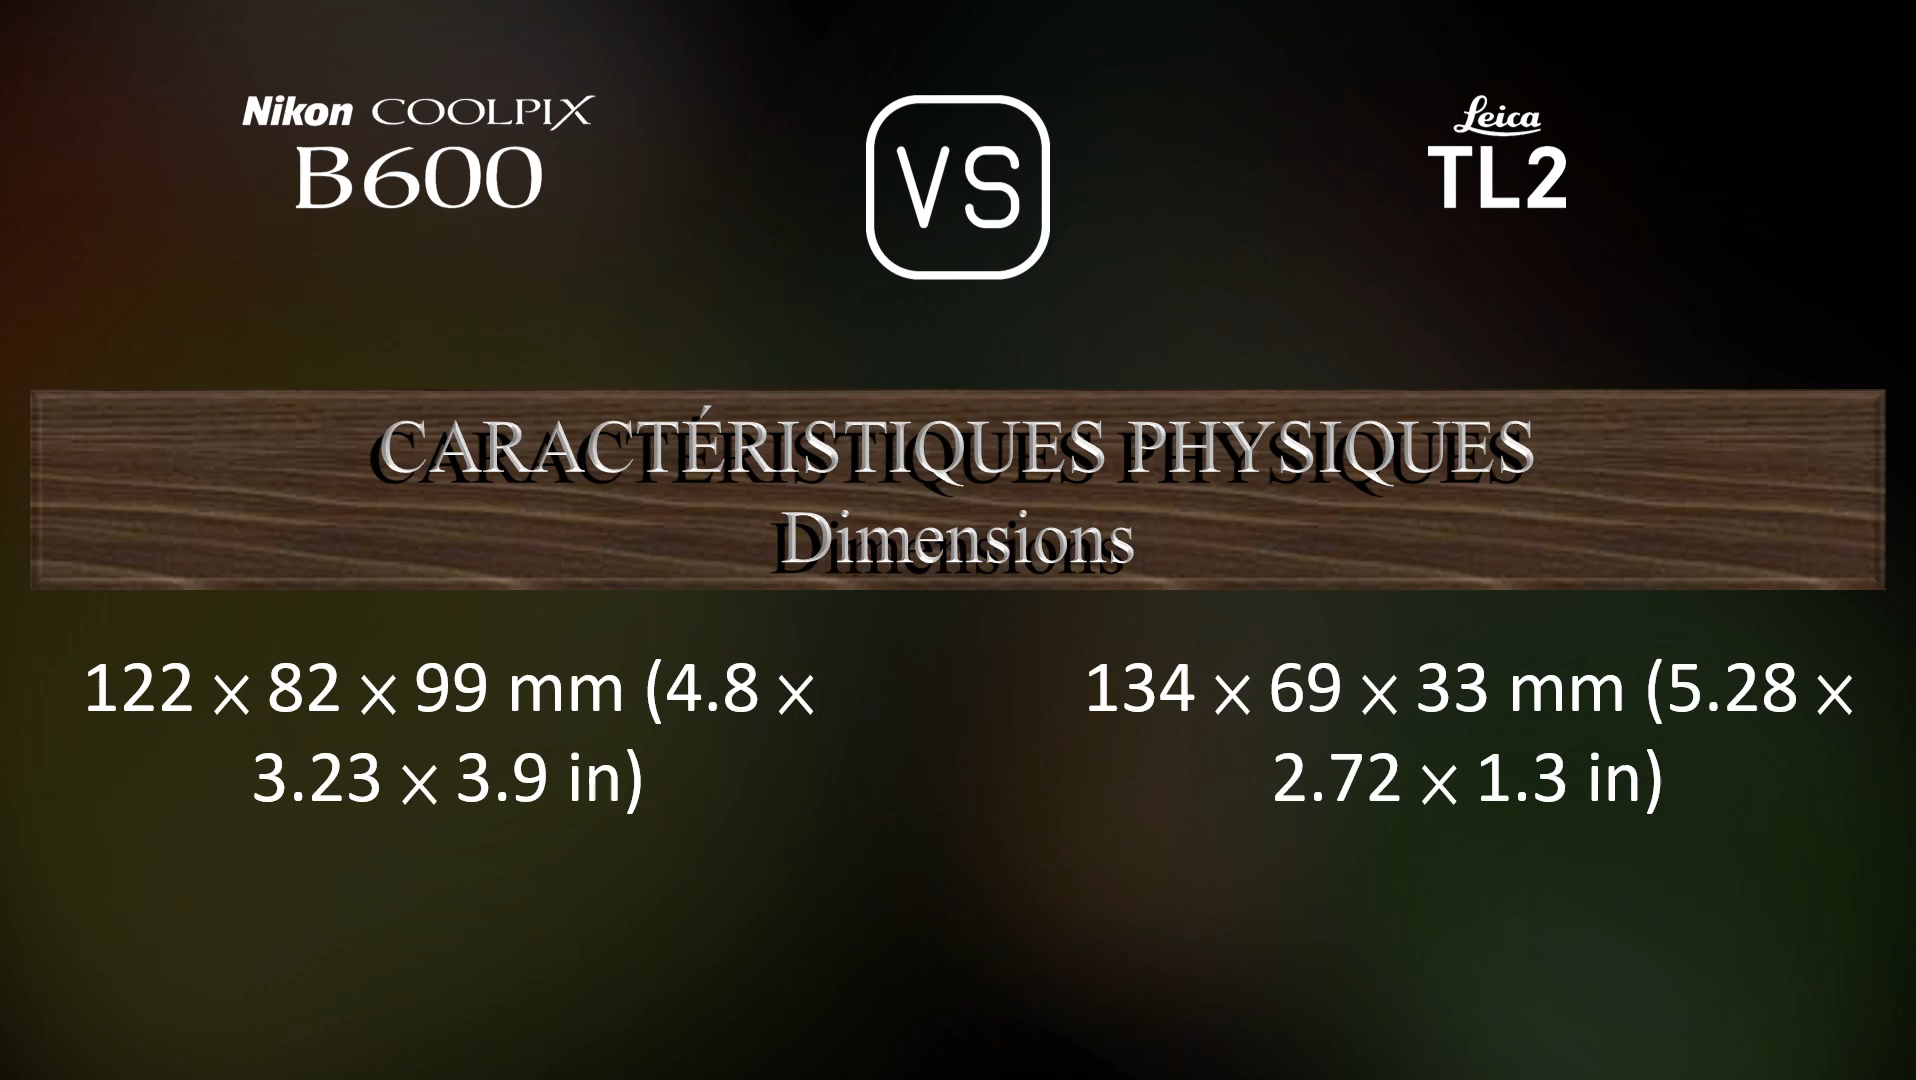 Nikon COOLPIX
B600
VS
Leica
TL2
CARACTÉRISTIQUES PHYSIQUES
Dimensions
122 x 82 x 99 mm (4.8 x
3.23 x 3.9 in)
134 x 69 x 33 mm (5.28 x
2.72 x 1.3 in)